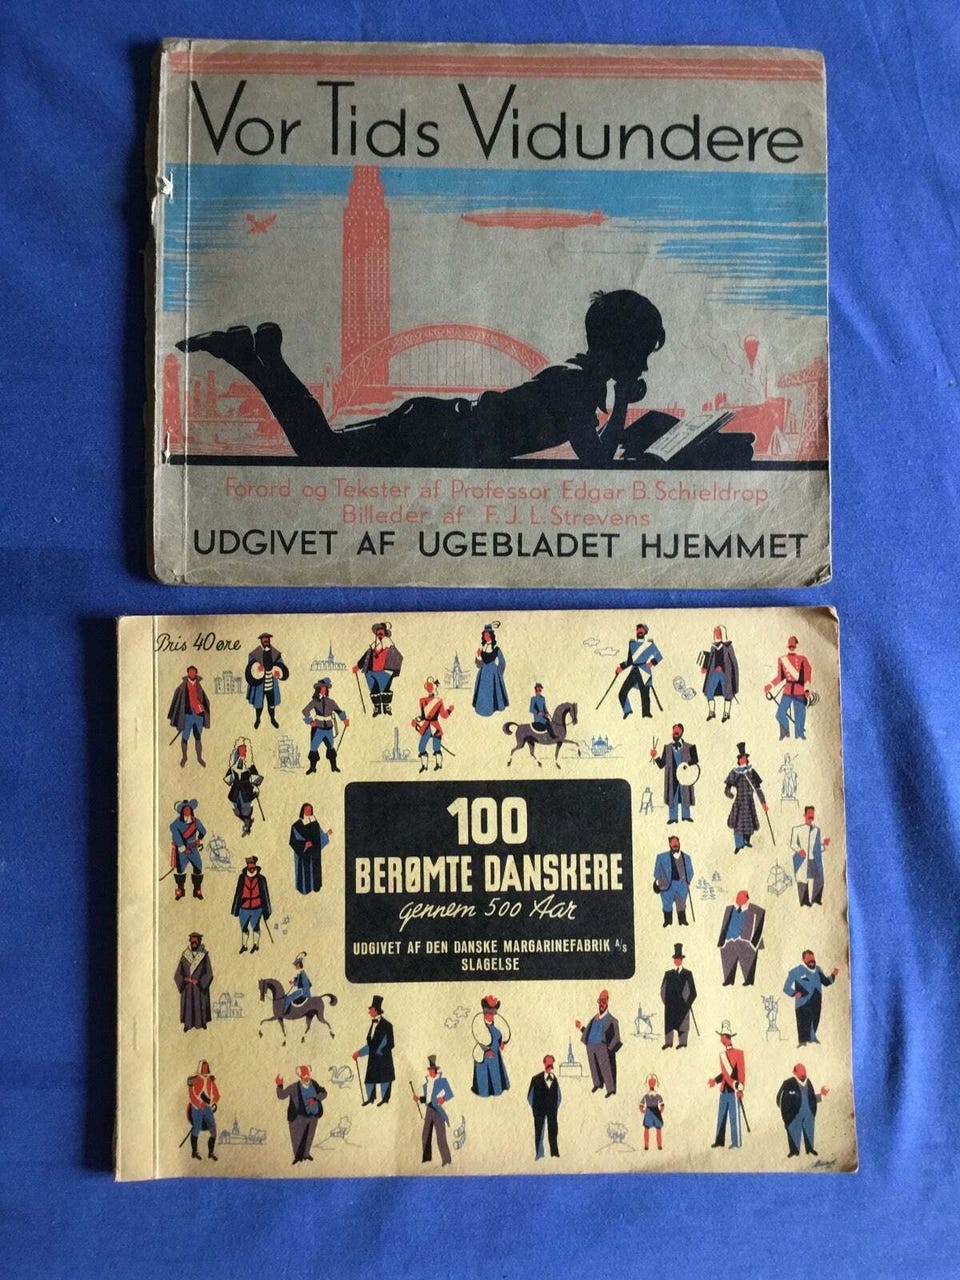 Vor Tids Vidundere
Forord og Tekster af Professor Edgar B. Schieldrop
Billeder af F. J. L. Strevens
UDGIVET AF UGEBLADET HJEMMET
Pris 40 øre
100
BERØMTE DANSKERE
gennem 500 Aar
UDGIVET AF DEN DANSKE MARGARINEFABRIK A/S
SLAGELSE